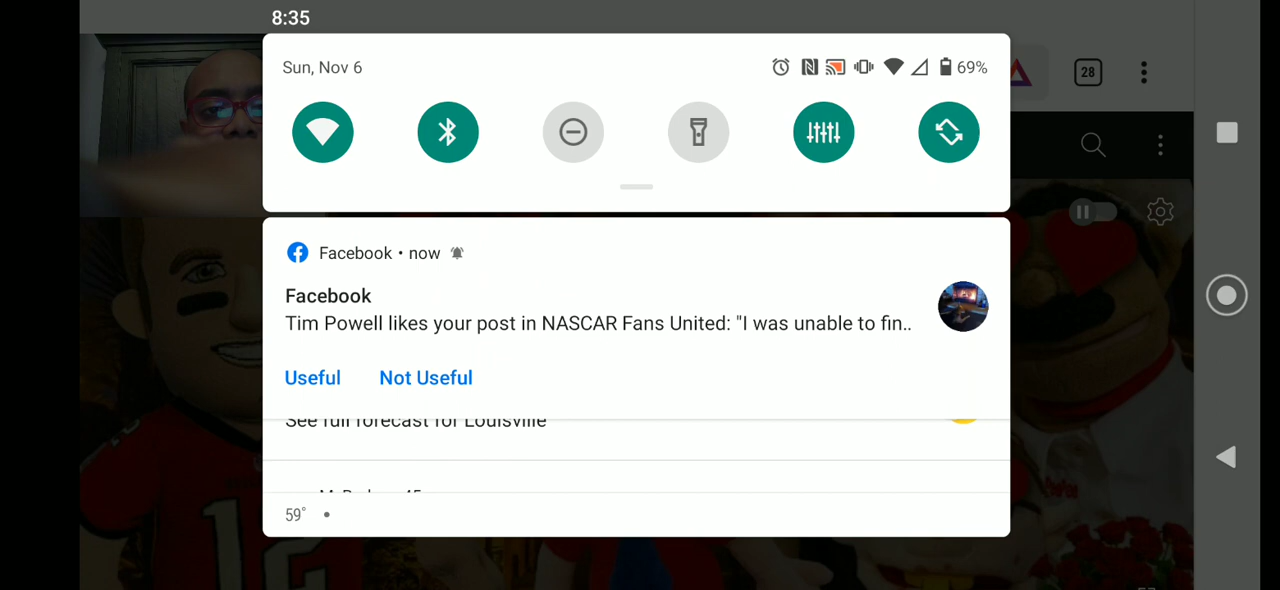 8:35
Sun, Nov 6
69%
28
Facebook • now
Facebook
Tim Powell likes your post in NASCAR Fans United: "I was unable to fin..
Useful Not Useful
See full forecast for Louisville
59°